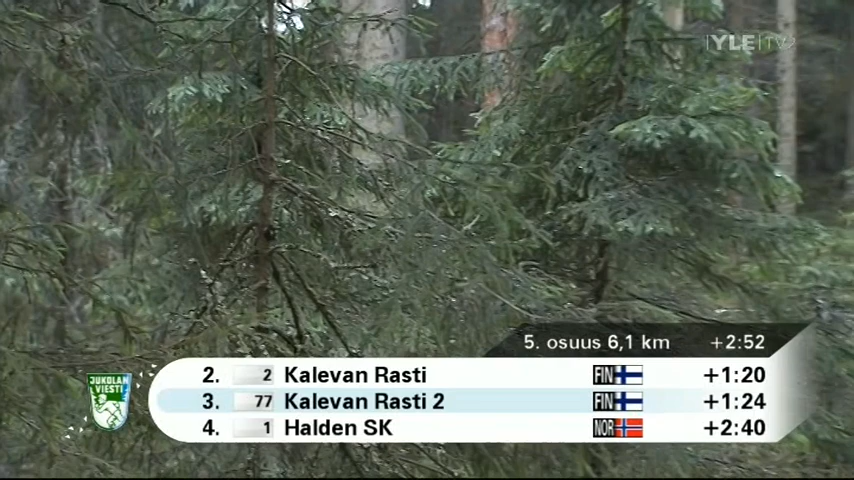 YLE TV2
5. osuus 6,1 km +2:52
JUKOLAN
VIESTI
2. 2 Kalevan Rasti FIN +1:20
3. 77 Kalevan Rasti 2 FIN +1:24
4. 1 Halden SK NOR +2:40